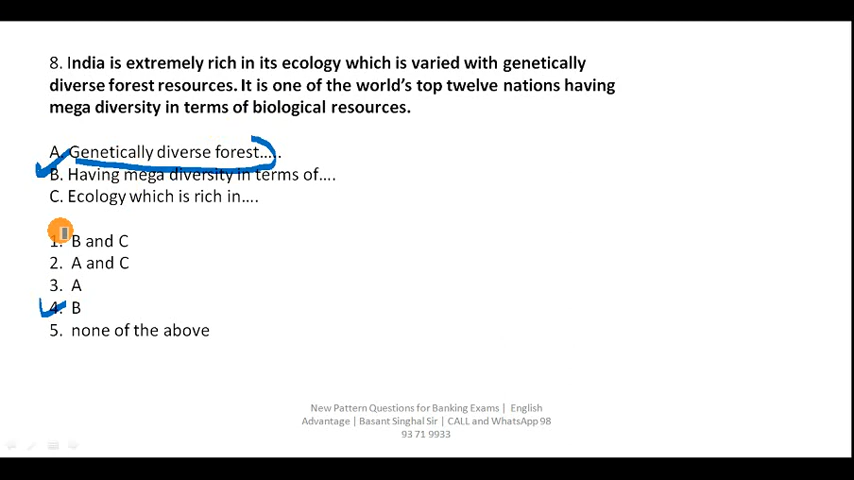 8. India is extremely rich in its ecology which is varied with genetically
diverse forest resources. It is one of the world's top twelve nations having
mega diversity in terms of biological resources.
A. Genetically diverse forest.....
B. Having mega diversity in terms of....
C. Ecology which is rich in....
1. B and C
2. A and C
3. A
4. B
5. none of the above
New Pattern Questions for Banking Exams | English
Advantage | Basant Singhal Sir | CALL and WhatsApp 98
93 71 9933